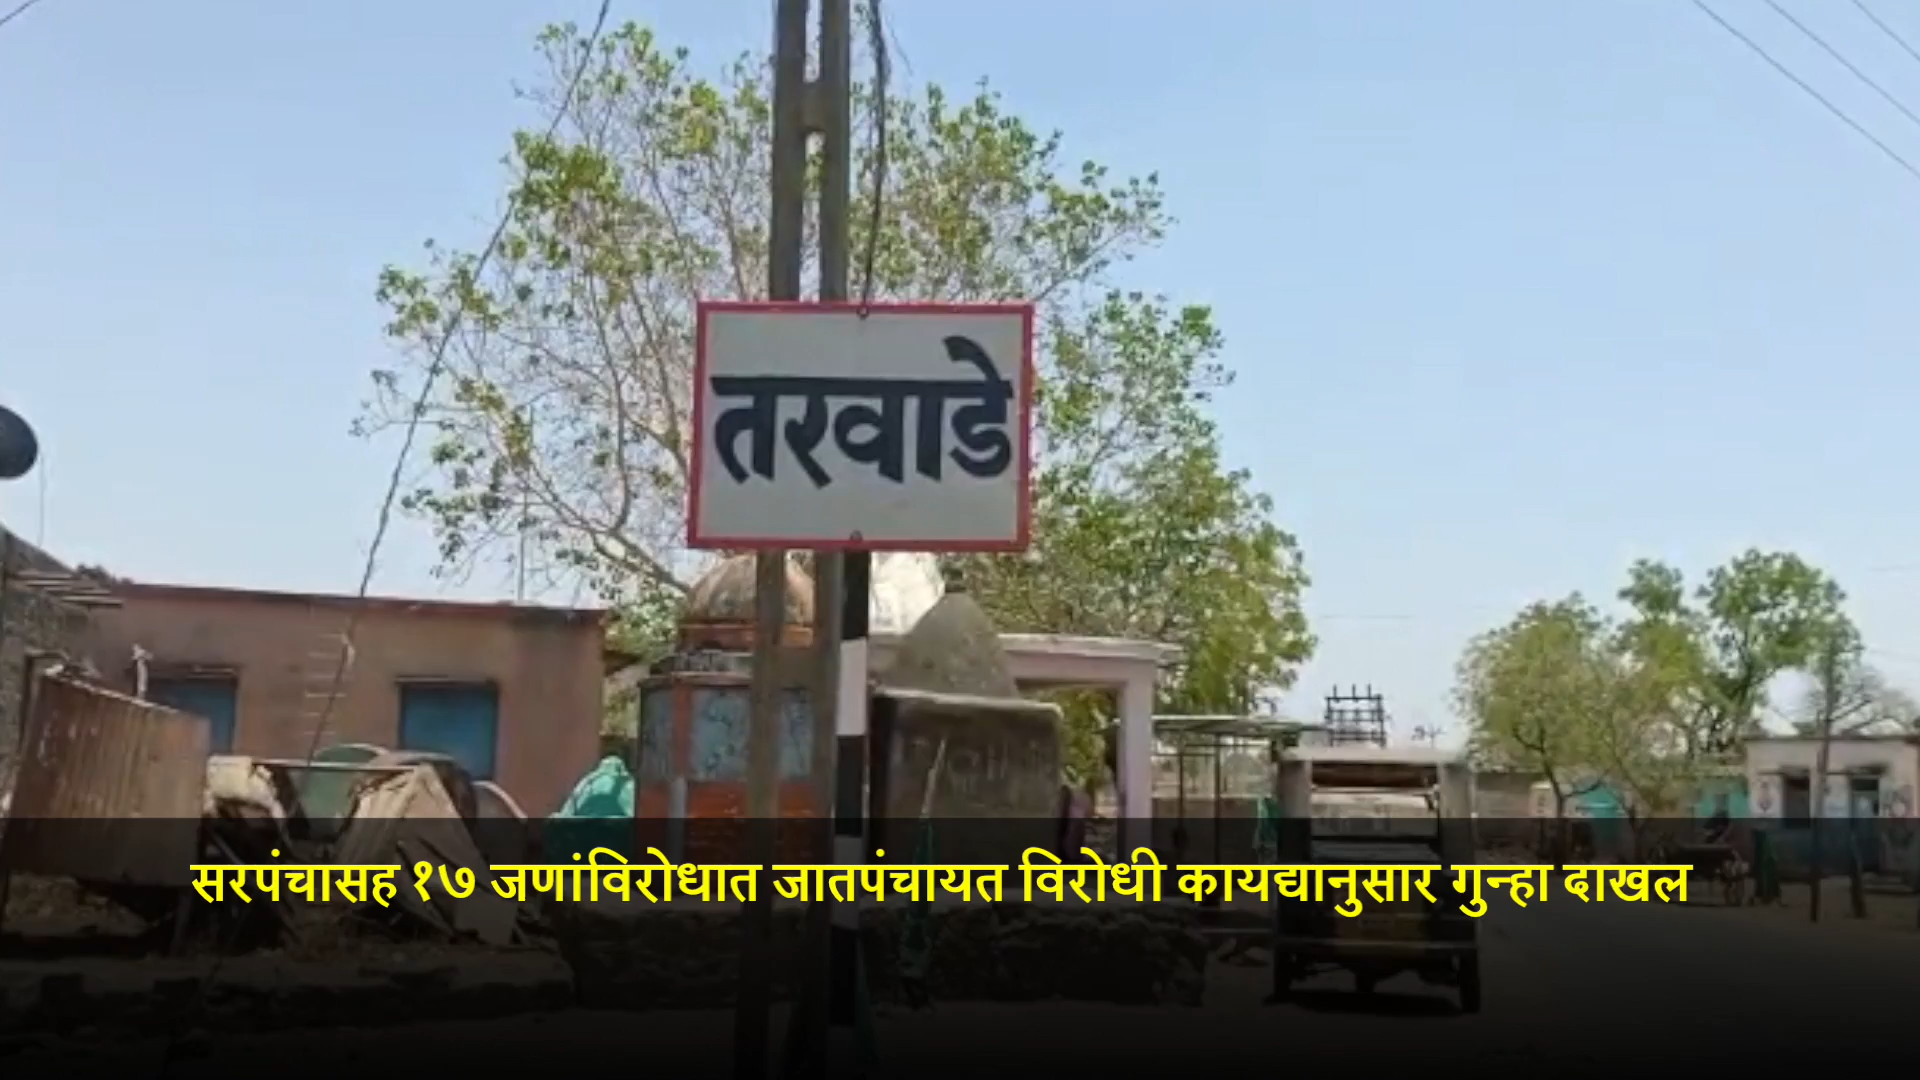 तरवाडे
सरपंचासह १७ जणांविरोधात जातपंचायत विरोधी कायद्यानुसार गुन्हा दाखल